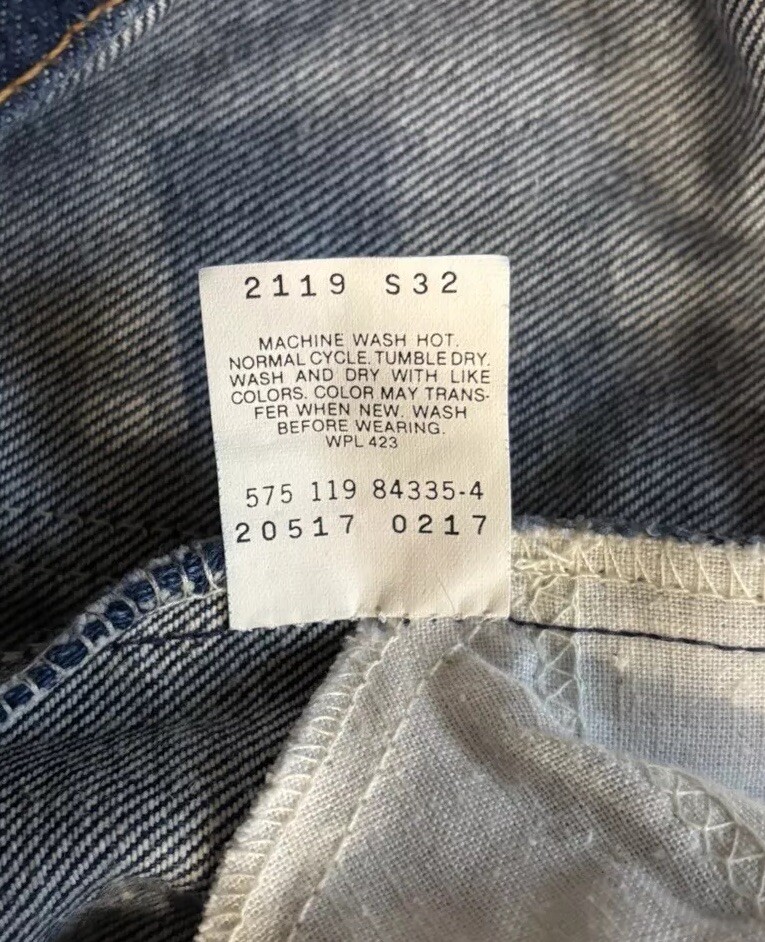 2119 S32
MACHINE WASH HOT.
NORMAL CYCLE. TUMBLE DRY.
WASH AND DRY WITH LIKE
COLORS. COLOR MAY TRANS-
FER WHEN NEW. WASH
BEFORE WEARING.
WPL 423
575 119 84335-4
20517 0217